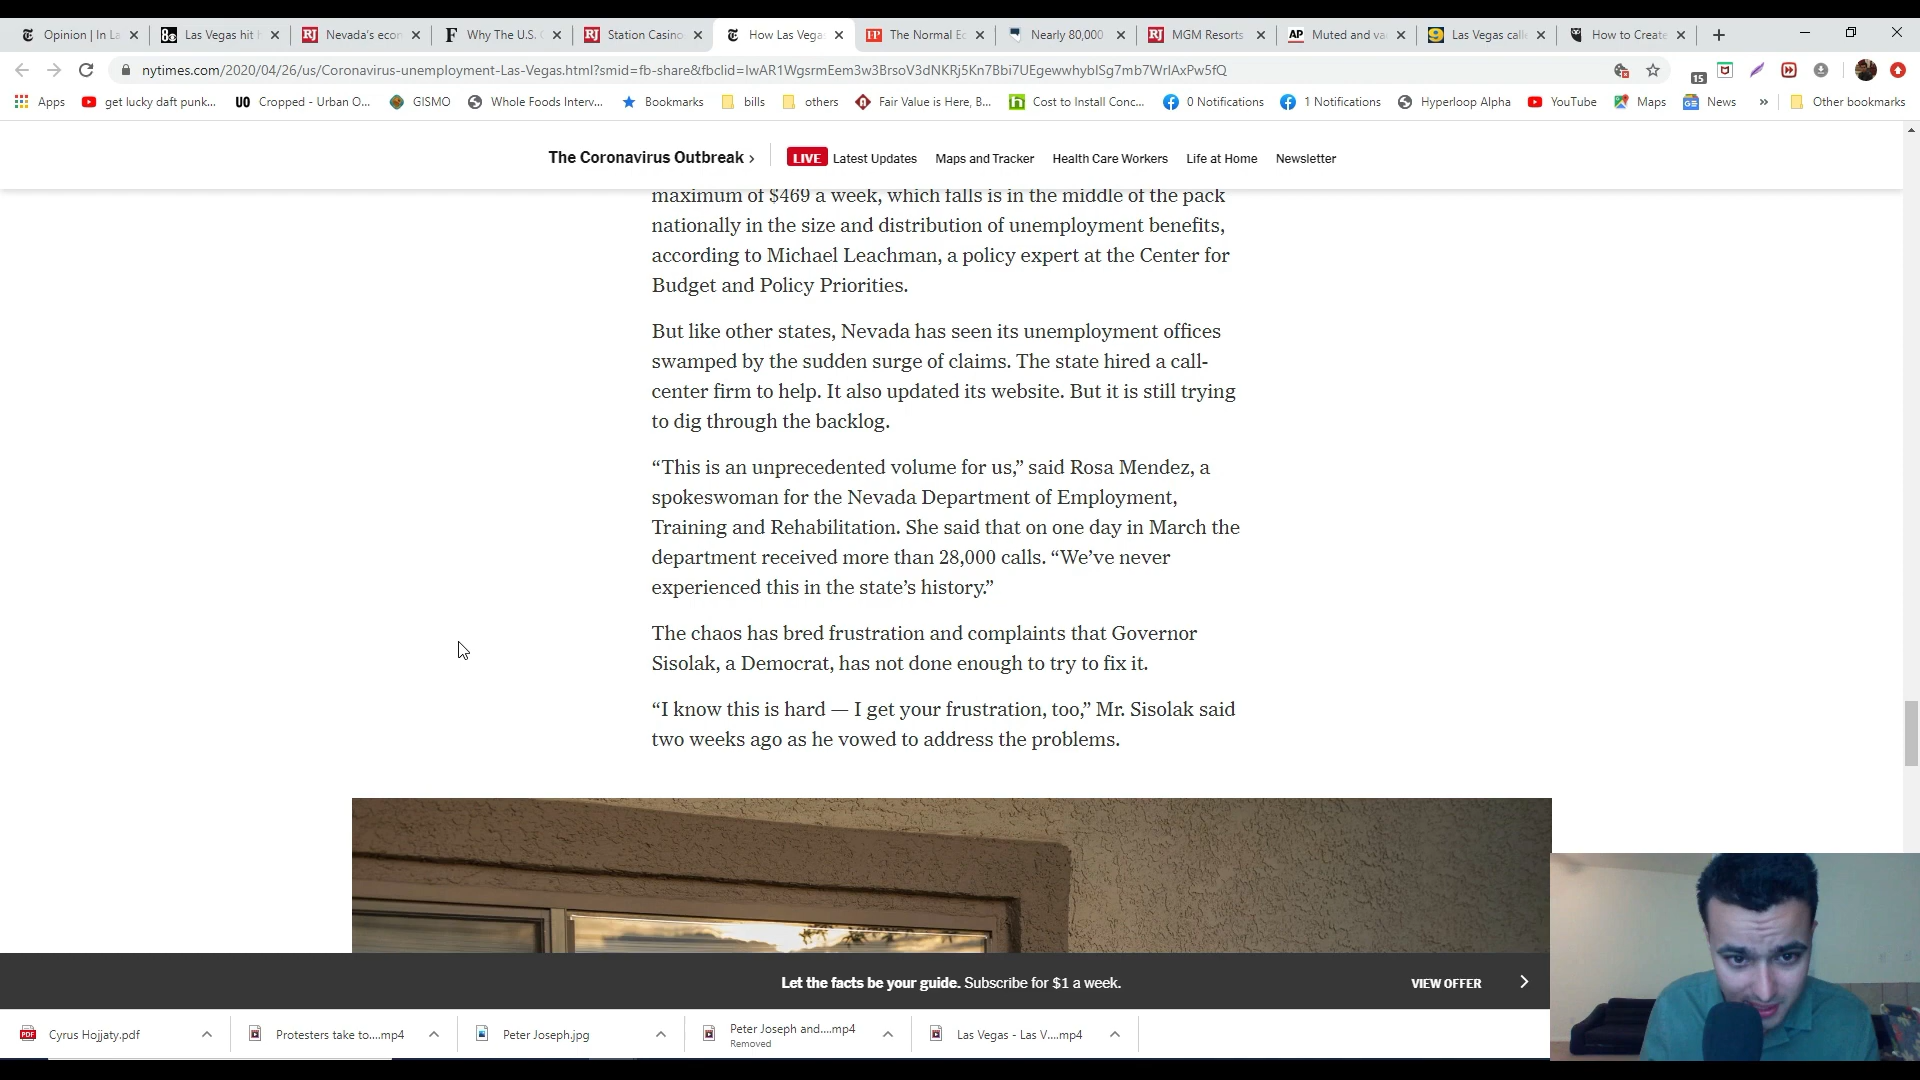 Opinion | In La
Las Vegas hit h
Nevada's econ
Why The U.S. C
Station Casino
How Las Vegas
The Normal Ec
Nearly 80,000
MGM Resorts
Muted and va
Las Vegas calle
How to Create
nytimes.com/2020/04/26/us/Coronavirus-unemployment-Las-Vegas.html?smid=fb-share&fbclid=IwAR1WgsrmEem3w3BrsoV3dNKRj5Kn7Bbi7UEgewwhyblSg7mb7WrlAxPw5fQ
15
Apps
get lucky daft punk...
UO Cropped - Urban O...
GISMO
Whole Foods Interv...
Bookmarks
bills
others
Fair Value is Here, B...
Cost to Install Conc...
0 Notifications
1 Notifications
Hyperloop Alpha
YouTube
Maps
News
»
Other bookmarks
The Coronavirus Outbreak ›
LIVE Latest Updates
Maps and Tracker
Health Care Workers
Life at Home
Newsletter
maximum of $469 a week, which falls is in the middle of the pack
nationally in the size and distribution of unemployment benefits,
according to Michael Leachman, a policy expert at the Center for
Budget and Policy Priorities.
But like other states, Nevada has seen its unemployment offices
swamped by the sudden surge of claims. The state hired a call-
center firm to help. It also updated its website. But it is still trying
to dig through the backlog.
“This is an unprecedented volume for us,” said Rosa Mendez, a
spokeswoman for the Nevada Department of Employment,
Training and Rehabilitation. She said that on one day in March the
department received more than 28,000 calls. “We’ve never
experienced this in the state’s history.”
The chaos has bred frustration and complaints that Governor
Sisolak, a Democrat, has not done enough to try to fix it.
“I know this is hard — I get your frustration, too,” Mr. Sisolak said
two weeks ago as he vowed to address the problems.
Let the facts be your guide. Subscribe for $1 a week.
VIEW OFFER
Cyrus Hojjaty.pdf
Protesters take to....mp4
Peter Joseph.jpg
Peter Joseph and....mp4
Removed
Las Vegas - Las V....mp4